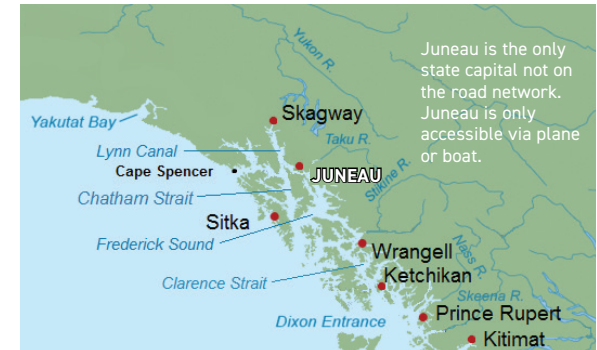 Yukon R.
Juneau is the only
state capital not on
the road network.
Juneau is only
accessible via plane
or boat.
Skagway
Yakutat Bay
Taku R.
Lynn Canal
Cape Spencer
JUNEAU
Stikine R.
Chatham Strait
Sitka
Frederick Sound
Wrangell
Nass R.
Clarence Strait
Ketchikan
Skeena R.
Dixon Entrance
Prince Rupert
Kitimat